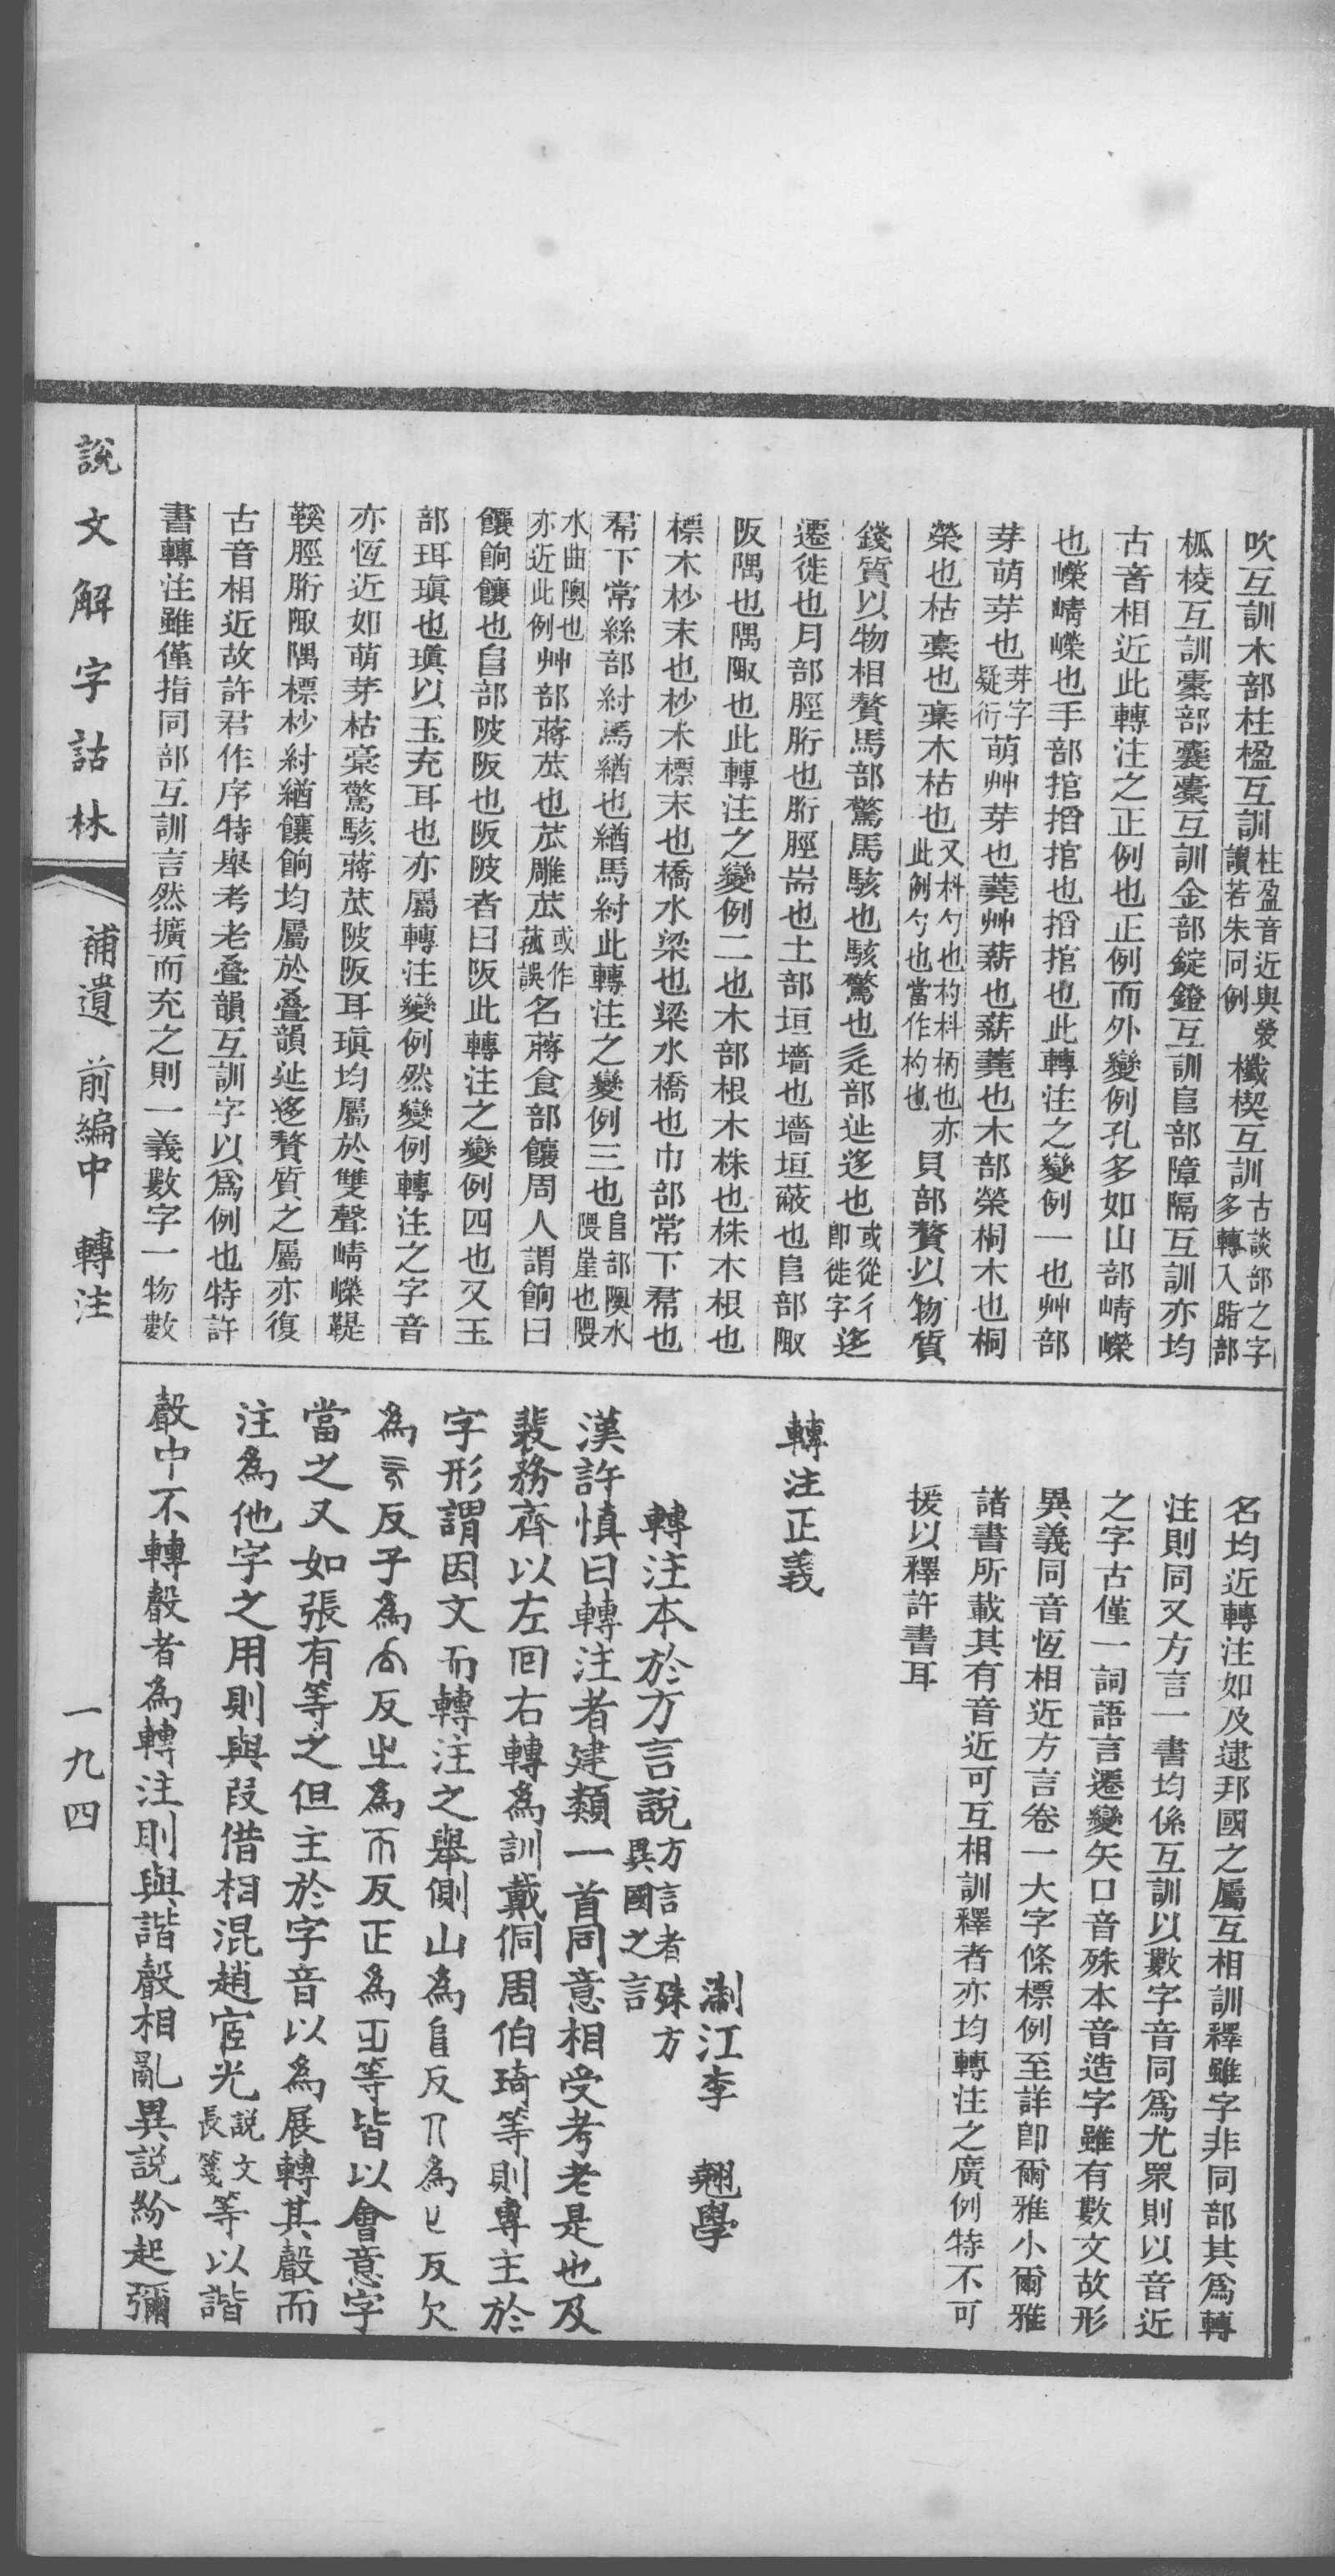 吹互訓木部柱楹互訓柱盈音近與褮讀若朱同例櫼楔互訓古談部之字多轉入脂部
柧棱互訓㯻部囊㯻互訓金部錠鐙互訓𨸏部障隔互訓亦均
古音相近此轉注之正例也正例而外變例孔多如山部崝嶸
也嶸崝嶸也手部捾搯捾也搯捾也此轉注之變例一也艸部
芽萌芽也芽字疑衍萌艸芽也蕘艸薪也薪蕘也木部榮桐木也桐
榮也枯槀也槀木枯也又枓勺也杓枓柄也亦此例勺也當作杓也貝部贅以物質
錢質以物相贅馬部驚馬駭也駭驚也辵部迆迻也或從彳卽徙字迻
遷徙也月部脛胻也胻脛耑也土部垣墻也墻垣蔽也𨸏部陬
阪隅也隅陬也此轉注之變例二也木部根木株也株木根也
標木杪末也杪木標末也橋水梁也梁水橋也巾部常下帬也
帬下常絲部紂馬緧也緧馬紂此轉注之變例三也𨸏部隩水隈崖也隈
水曲隩也亦近此例艸部蔣苽也苽雕苽或作菰誤名蔣食部饟周人謂餉曰
饟餉饟也𨸏部陂阪也阪陂者曰阪此轉注之變例四也又玉
部珥瑱也瑱以玉充耳也亦屬轉注變例然變例轉注之字音
亦恆近如萌芽枯槀驚駭蔣苽陂阪耳瑱均屬於雙聲崝嶸鞮
鞵脛胻陬隅標杪紂緧饟餉均屬於叠韻迆迻贅質之屬亦復
古音相近故許君作序特舉考老叠韻互訓字以爲例也特許
書轉注雖僅指同部互訓言然擴而充之則一義數字一物數
名均近轉注如及逮邦國之屬互相訓釋雖字非同部其爲轉
注則同又方言一書均係互訓以數字音同爲尤眾則以音近
之字古僅一詞語言遷變矢口音殊本音造字雖有數文故形
異義同音恆相近方言卷一大字條標例至詳卽爾雅小爾雅
諸書所載其有音近可互相訓釋者亦均轉注之廣例特不可
援以釋許書耳
轉注正義
淛江李　翹學
轉注本於方言說方言者殊方異國之言
漢許慎曰轉注者建類一首同意相受考老是也及
裴務齊以左回右轉為訓戴侗周伯琦等則專主於
字形謂因文而轉注之舉側山為𨸏反𠆢為匕反欠
為㒫反子為𠫓反㞢為帀反正為𤴓等皆以會意字
當之又如張有等之但主於字音以為展轉其聲而
注為他字之用則與叚借相混趙宧光說文長箋等以諧
聲中不轉聲者為轉注則與諧聲相亂異説紛起彌
說文解字詁林
補遺　前編中　轉注
一九四